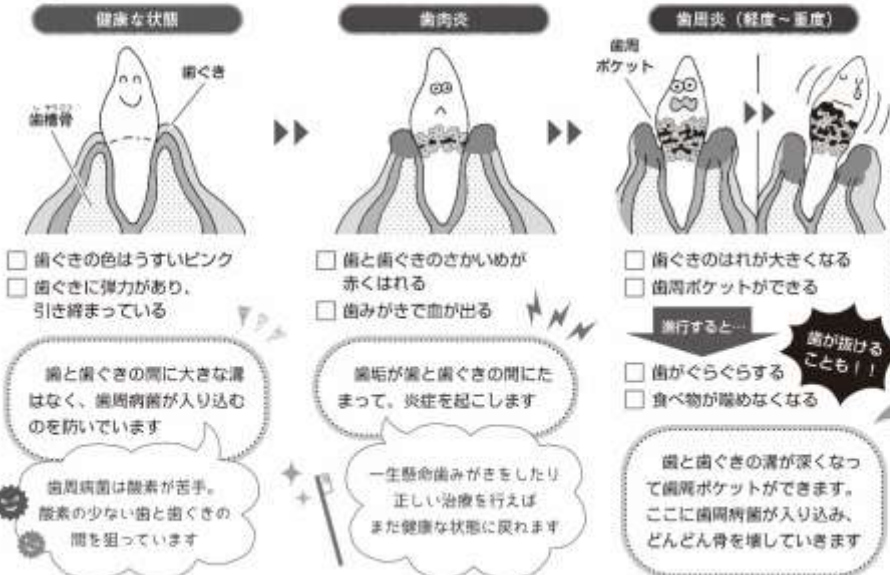 健康な状態
歯ぐき
歯槽骨
歯ぐきの色はうすいピンク
歯ぐきに弾力があり、
引き締まっている
歯と歯ぐきの間に大きな溝
はなく、歯周病菌が入り込む
のを防いでいます
歯周病菌は酸素が苦手。
酸素の少ない歯と歯ぐきの
間を狙っています
歯肉炎
歯と歯ぐきのさかいめが
赤くはれる
歯みがきで血が出る
歯垢が歯と歯ぐきの間にた
まって、炎症を起こします
一生懸命歯みがきをしたり
正しい治療を行えば
まだ健康な状態に戻れます
歯周炎（軽度～重度）
歯周
ポケット
歯ぐきのはれが大きくなる
歯周ポケットができる
進行すると…
歯が抜ける
ことも！！
歯がぐらぐらする
食べ物が噛めなくなる
歯と歯ぐきの溝が深くなっ
て歯周ポケットができます。
ここに歯周病菌が入り込み、
どんどん骨を壊していきます